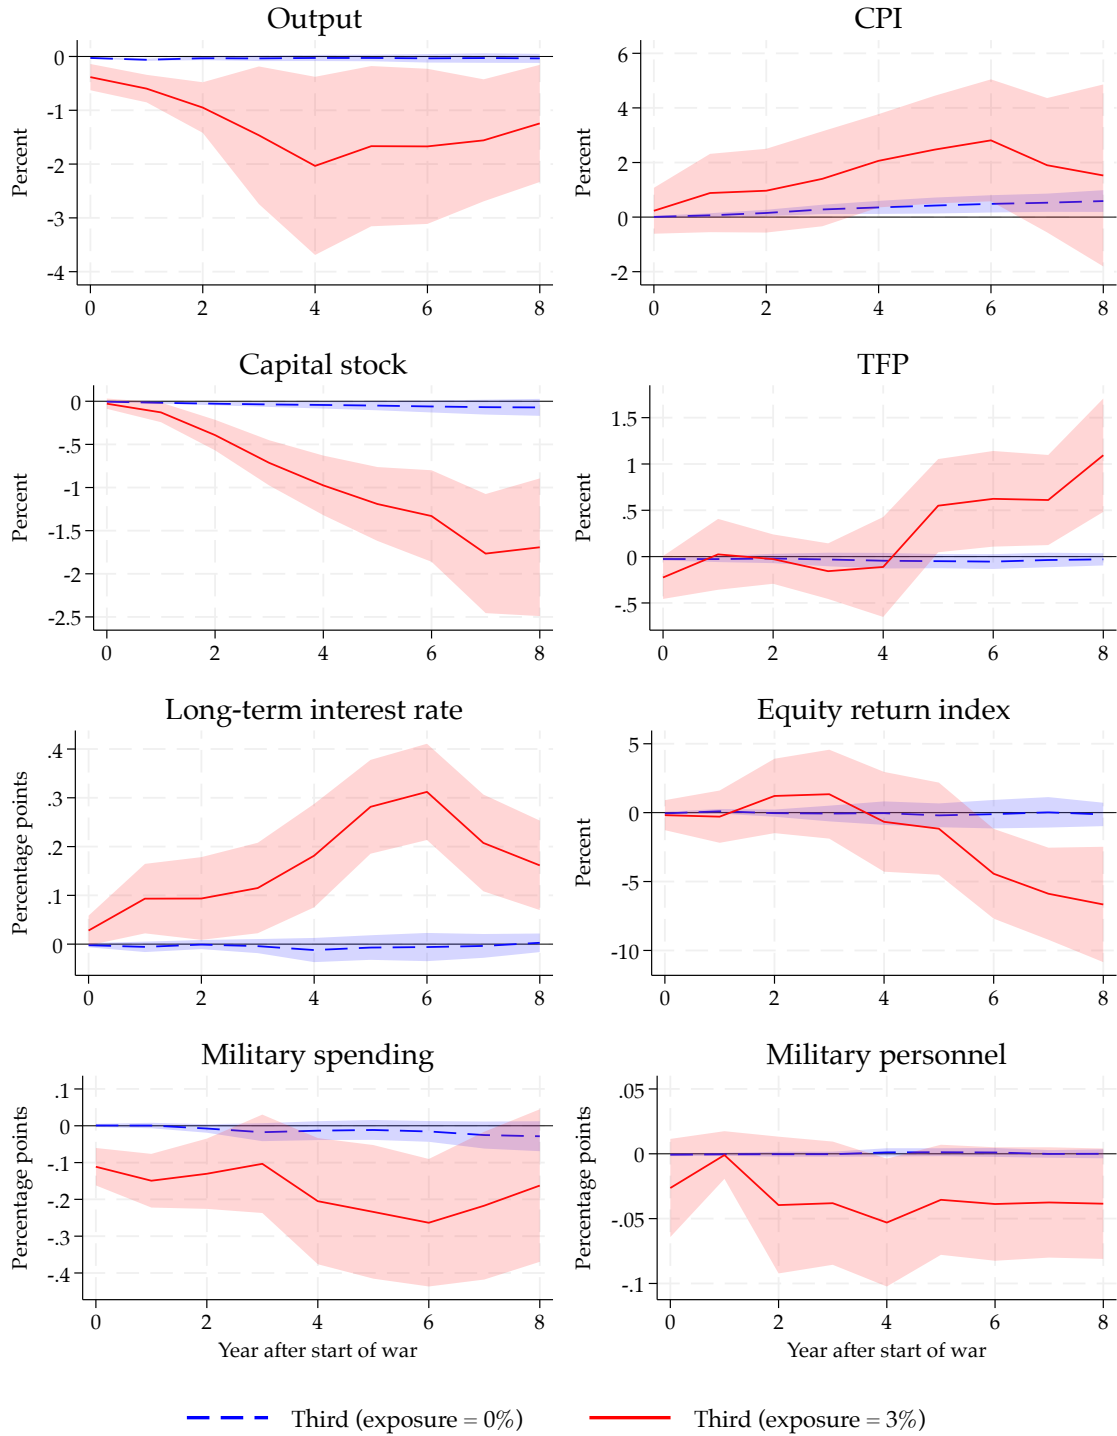 Output
CPI
Percent
0
-1
-2
-3
-4
0 2 4 6 8
Percent
6
4
2
0
-2
0 2 4 6 8
Capital stock
TFP
Percent
0
-.5
-1
-1.5
-2
-2.5
0 2 4 6 8
Percent
1.5
1
.5
0
-.5
0 2 4 6 8
Long-term interest rate
Equity return index
Percentage points
.4
.3
.2
.1
0
0 2 4 6 8
Percent
5
0
-5
-10
0 2 4 6 8
Military spending
Military personnel
Percentage points
.1
0
-.1
-.2
-.3
-.4
0 2 4 6 8
Year after start of war
Percentage points
.05
0
-.05
-.1
0 2 4 6 8
Year after start of war
Third (exposure = 0%)
Third (exposure = 3%)